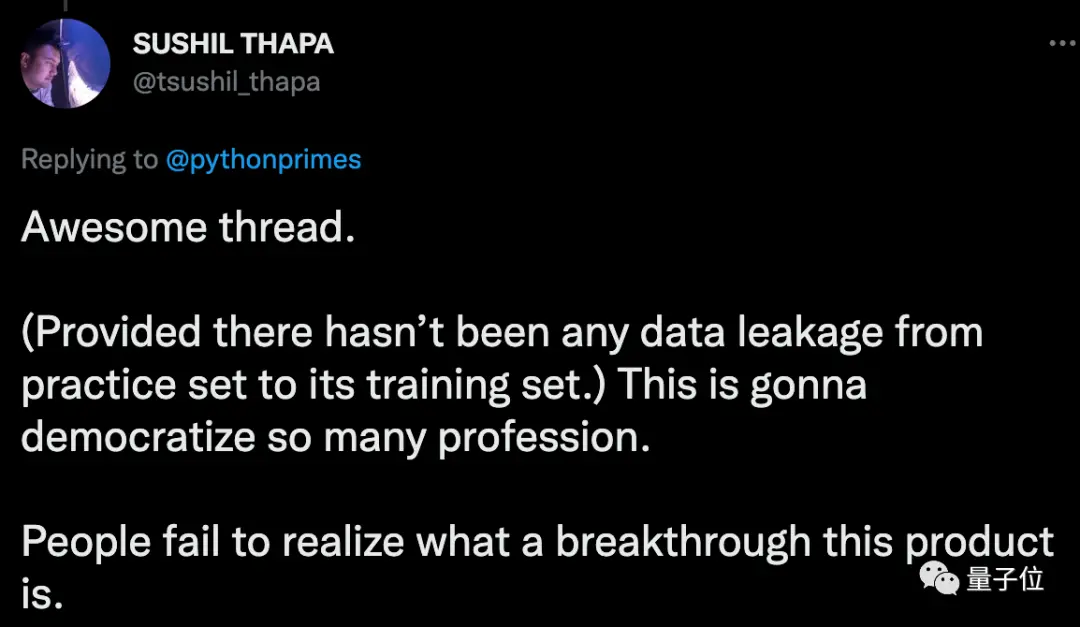 SUSHIL THAPA
@tsushil_thapa
Replying to @pythonprimes
Awesome thread.
(Provided there hasn’t been any data leakage from
practice set to its training set.) This is gonna
democratize so many profession.
People fail to realize what a breakthrough this product
is.
量子位